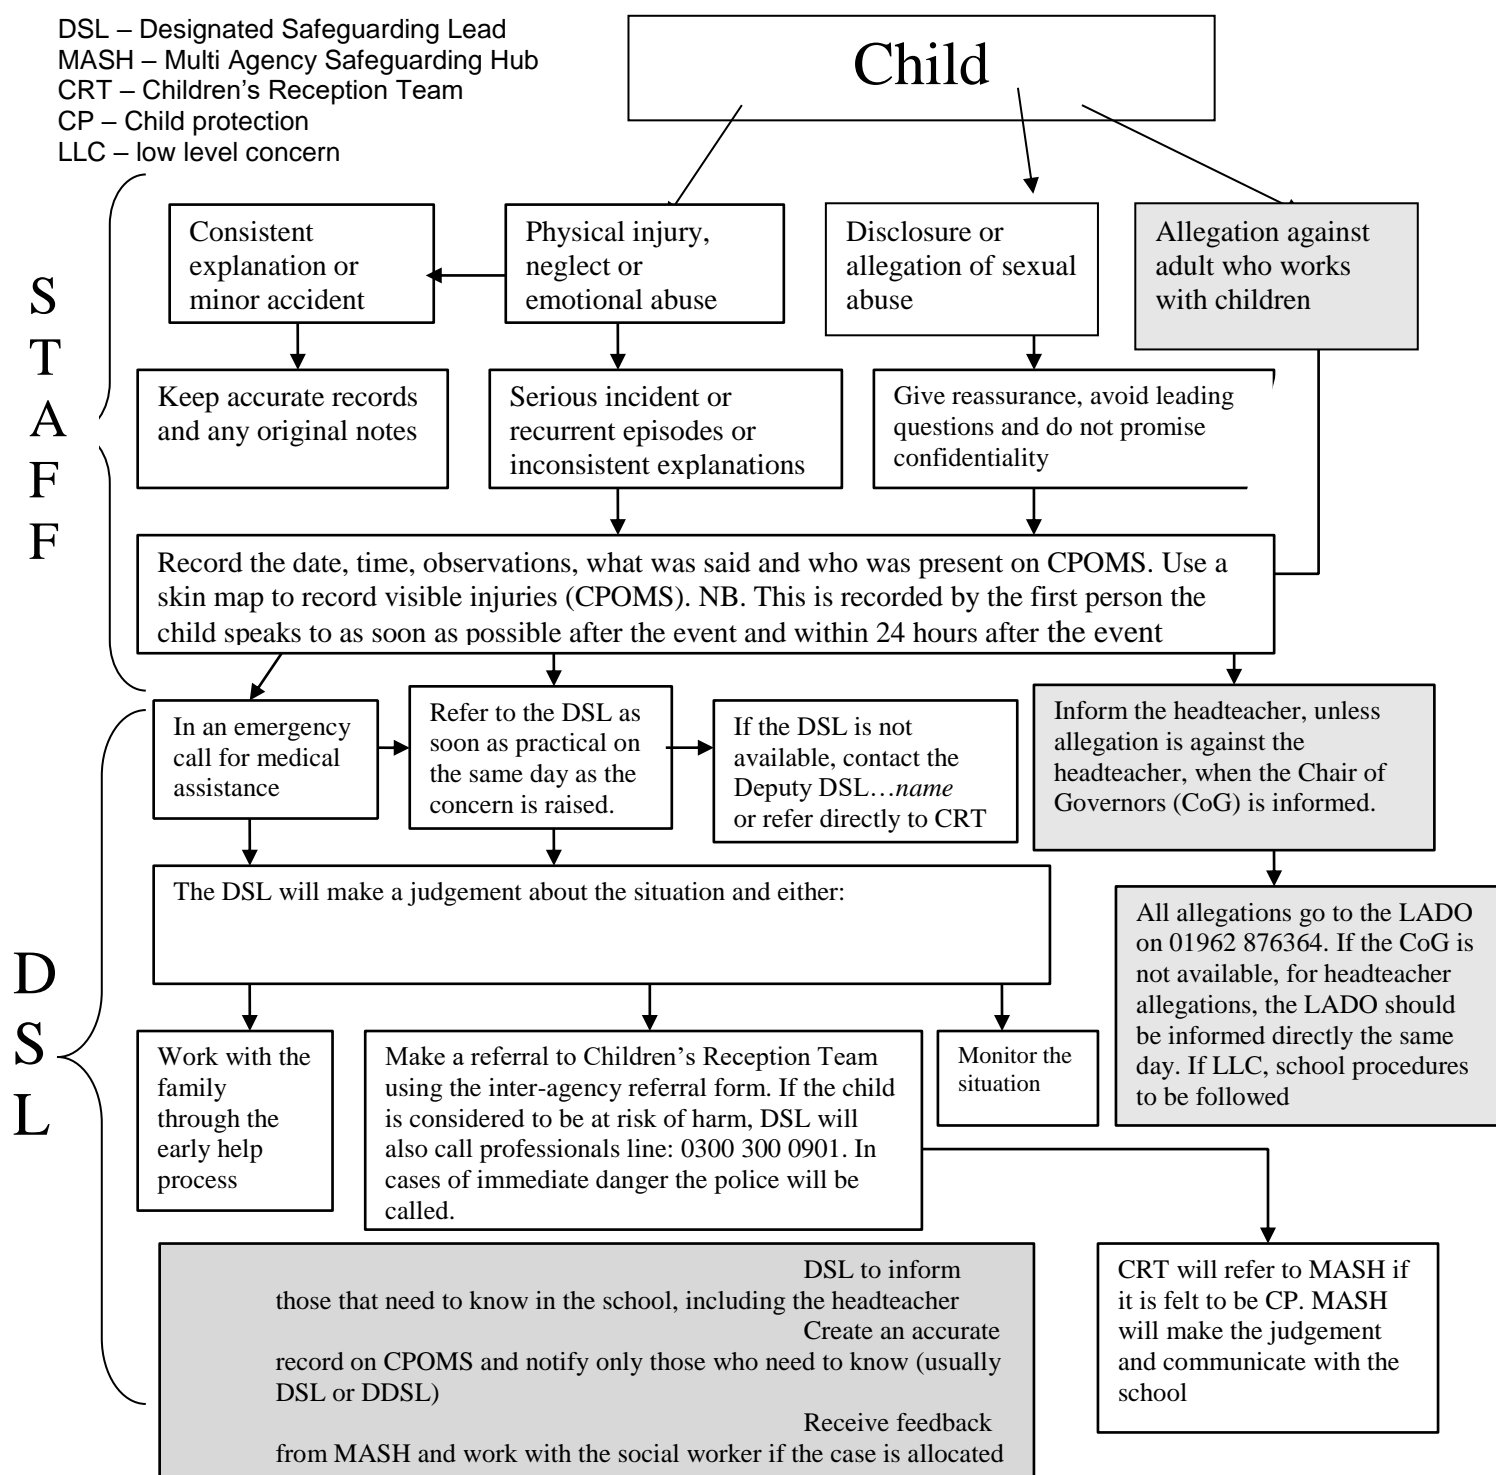 DSL – Designated Safeguarding Lead
MASH – Multi Agency Safeguarding Hub
CRT – Children's Reception Team
CP – Child protection
LLC – low level concern
Child
S
T
A
F
F
Consistent
explanation or
minor accident
Physical injury,
neglect or
emotional abuse
Disclosure or
allegation of sexual
abuse
Allegation against
adult who works
with children
Keep accurate records
and any original notes
Serious incident or
recurrent episodes or
inconsistent explanations
Give reassurance, avoid leading
questions and do not promise
confidentiality
Record the date, time, observations, what was said and who was present on CPOMS. Use a
skin map to record visible injuries (CPOMS). NB. This is recorded by the first person the
child speaks to as soon as possible after the event and within 24 hours after the event
D
S
L
In an emergency
call for medical
assistance
Refer to the DSL as
soon as practical on
the same day as the
concern is raised.
If the DSL is not
available, contact the
Deputy DSL…name
or refer directly to CRT
Inform the headteacher, unless
allegation is against the
headteacher, when the Chair of
Governors (CoG) is informed.
The DSL will make a judgement about the situation and either:
All allegations go to the LADO
on 01962 876364. If the CoG is
not available, for headteacher
allegations, the LADO should
be informed directly the same
day. If LLC, school procedures
to be followed
Work with the
family
through the
early help
process
Make a referral to Children's Reception Team
using the inter-agency referral form. If the child
is considered to be at risk of harm, DSL will
also call professionals line: 0300 300 0901. In
cases of immediate danger the police will be
called.
Monitor the
situation
DSL to inform
those that need to know in the school, including the headteacher
Create an accurate
record on CPOMS and notify only those who need to know (usually
DSL or DDSL)
Receive feedback
from MASH and work with the social worker if the case is allocated
CRT will refer to MASH if
it is felt to be CP. MASH
will make the judgement
and communicate with the
school